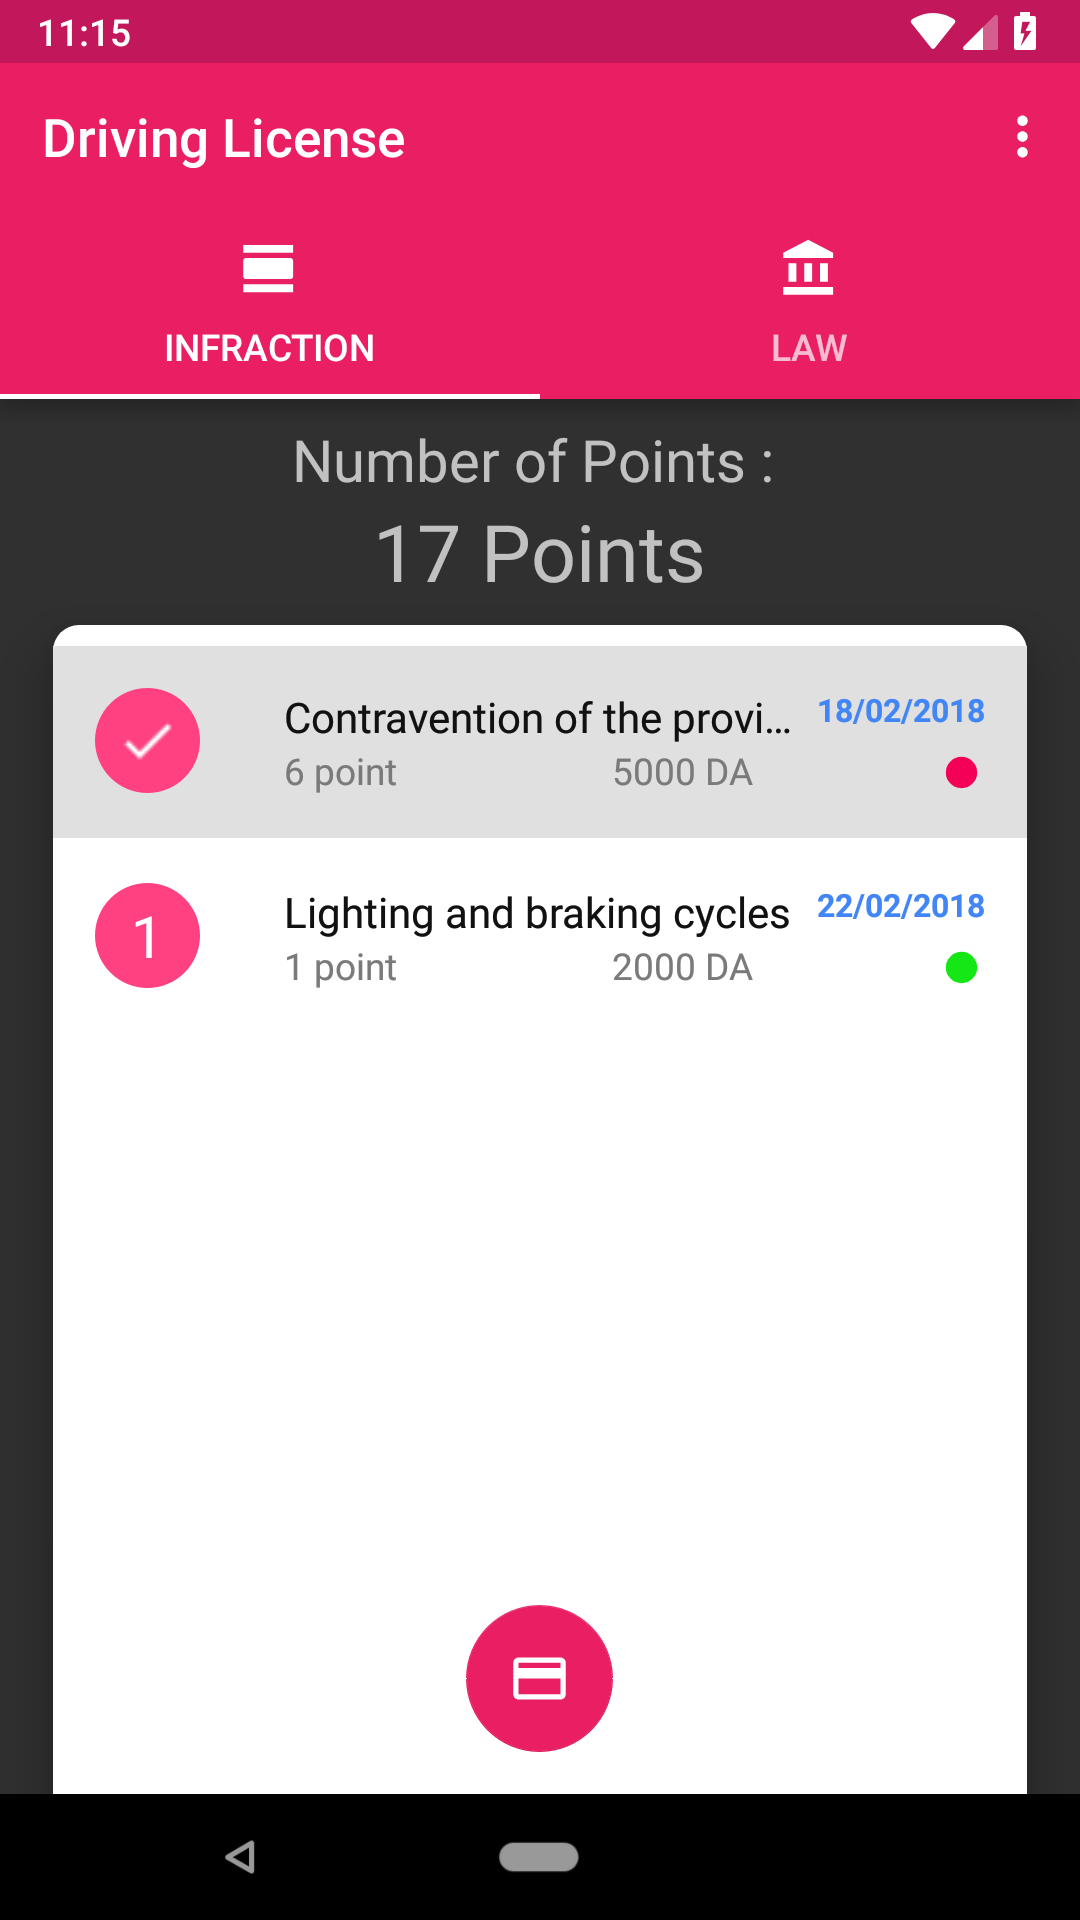 11:15
Driving License
INFRACTION
LAW
Number of Points :
17 Points
Contravention of the provi...
18/02/2018
6 point
5000 DA
1
Lighting and braking cycles
22/02/2018
1 point
2000 DA